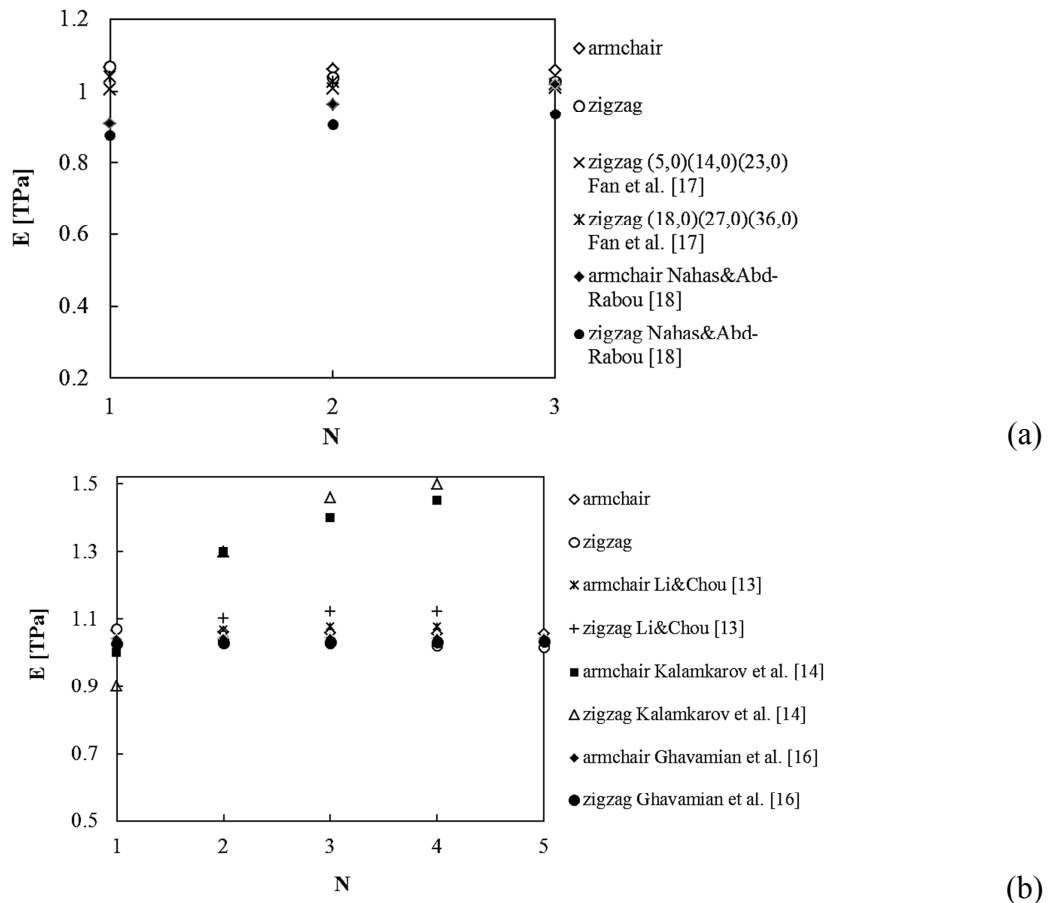 1.2
1
0.8
0.6
0.4
0.2
E [TPa]
1
2
3
N
armchair
zigzag
zigzag (5,0)(14,0)(23,0)
Fan et al. [17]
zigzag (18,0)(27,0)(36,0)
Fan et al. [17]
armchair Nahas&Abd-
Rabou [18]
zigzag Nahas&Abd-
Rabou [18]
(a)
1.5
1.3
1.1
0.9
0.7
0.5
E [TPa]
1
2
3
4
5
N
armchair
zigzag
armchair Li&Chou [13]
zigzag Li&Chou [13]
armchair Kalamkarov et al. [14]
zigzag Kalamkarov et al. [14]
armchair Ghavamian et al. [16]
zigzag Ghavamian et al. [16]
(b)